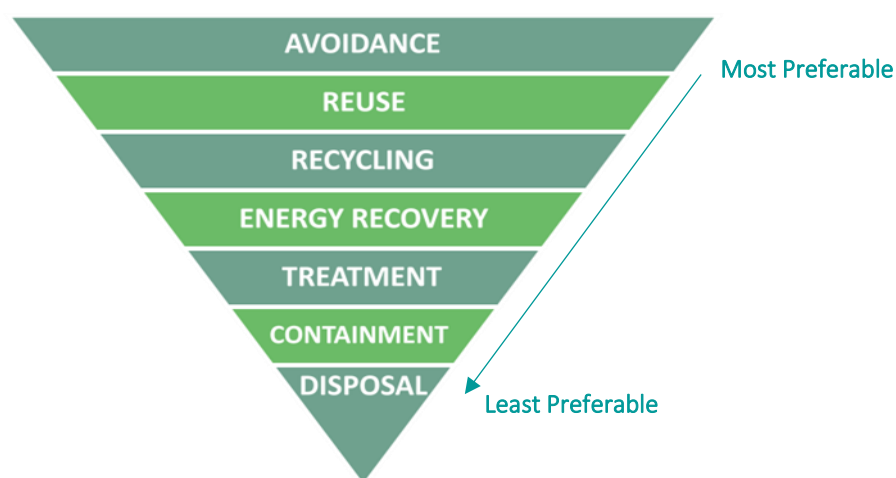 AVOIDANCE
Most Preferable
REUSE
RECYCLING
ENERGY RECOVERY
TREATMENT
CONTAINMENT
DISPOSAL
Least Preferable